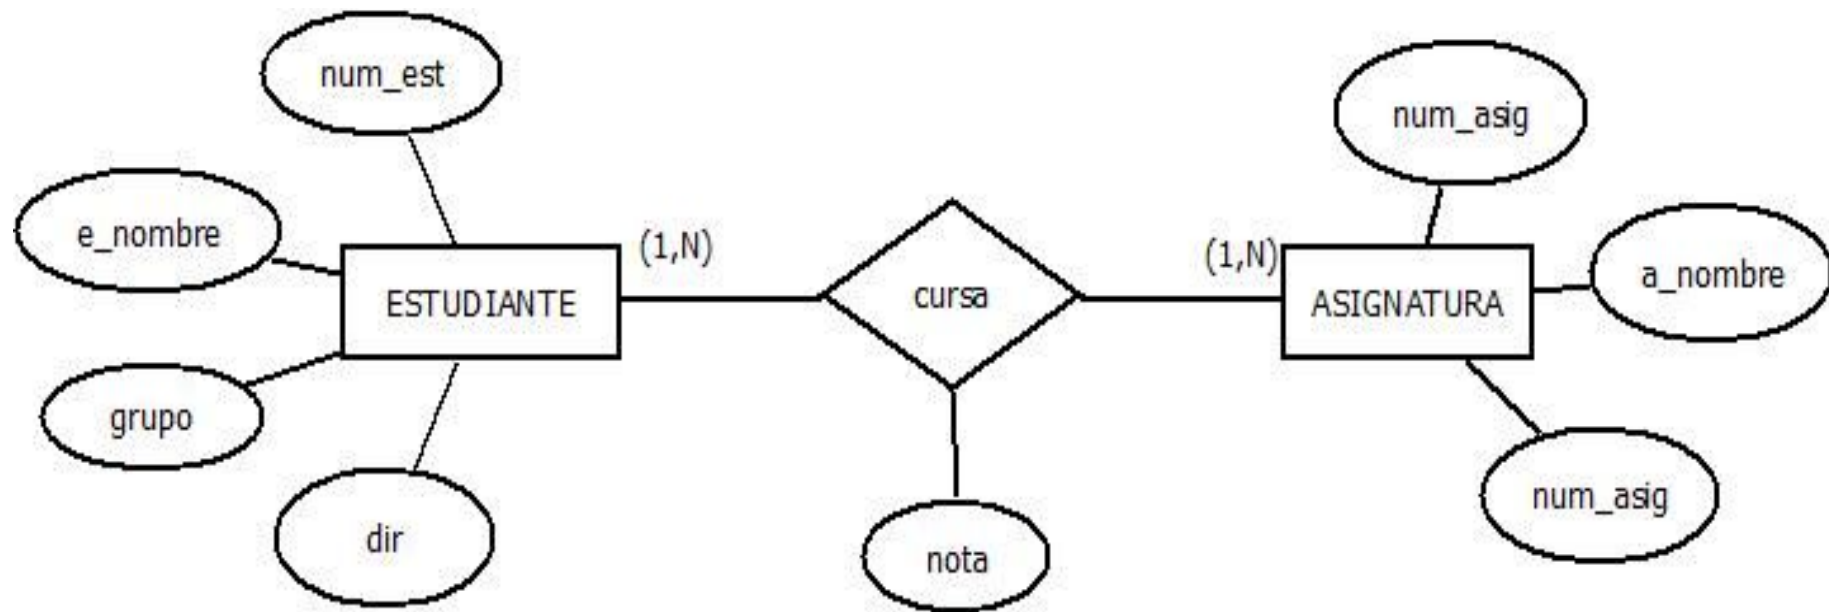 num_est
num_asig
e_nombre
(1,N)
(1,N)
a_nombre
ESTUDIANTE
cursa
ASIGNATURA
grupo
num_asig
dir
nota